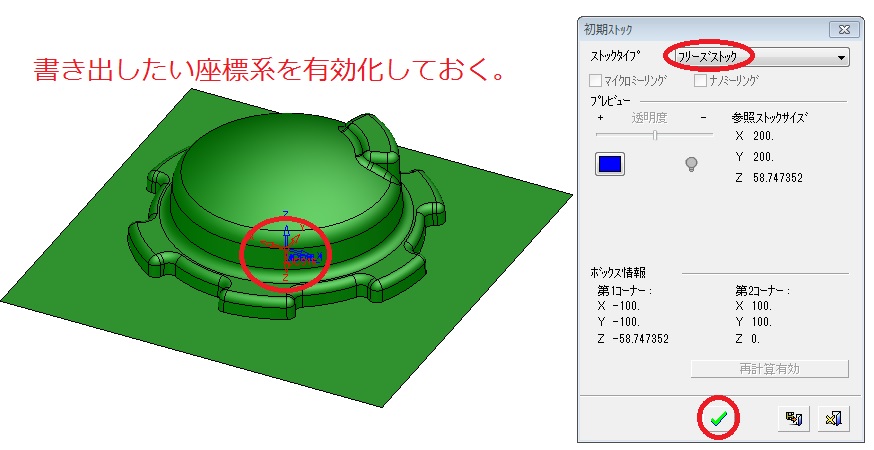 書き出したい座標系を有効化しておく。
Z
Y
Z
初期ストック
ストックタイプ
フリーズストック
マイクロミーリング
ナノミーリング
プレビュー
+ 透明度 -
参照ストックサイズ
X 200.
Y 200.
Z 58.747352
ボックス情報
第1コーナー:
X -100.
Y -100.
Z -58.747352
第2コーナー:
X 100.
Y 100.
Z 0.
再計算有効